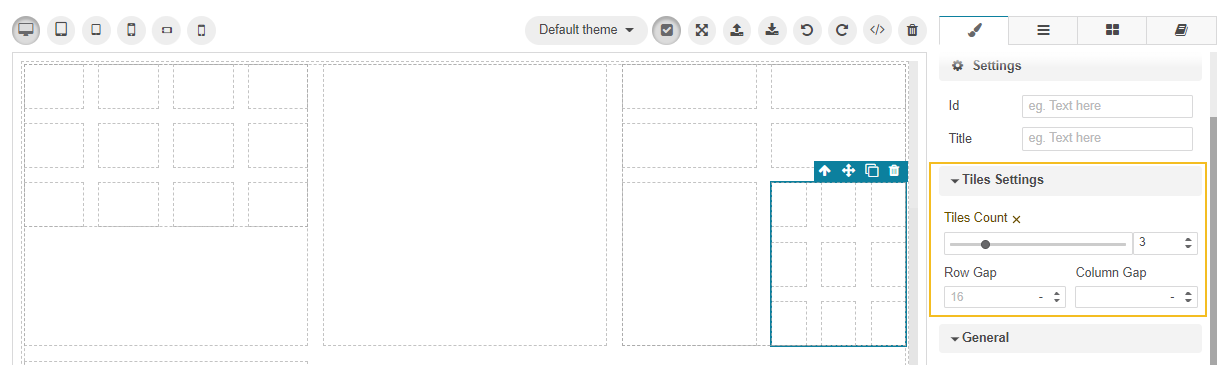 Default theme
</>
Settings
Id
eg. Text here
Title
eg. Text here
Tiles Settings
Tiles Count ×
3
Row Gap Column Gap
16 - -
General